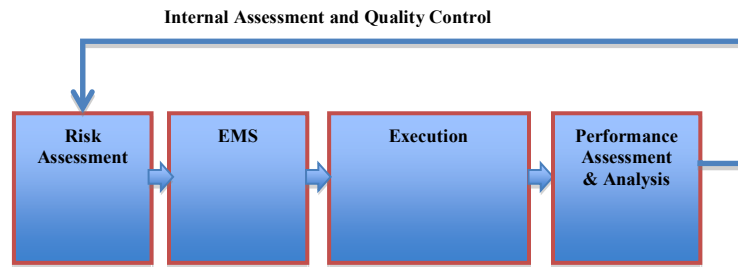 Internal Assessment and Quality Control
Risk
Assessment
EMS
Execution
Performance
Assessment
& Analysis